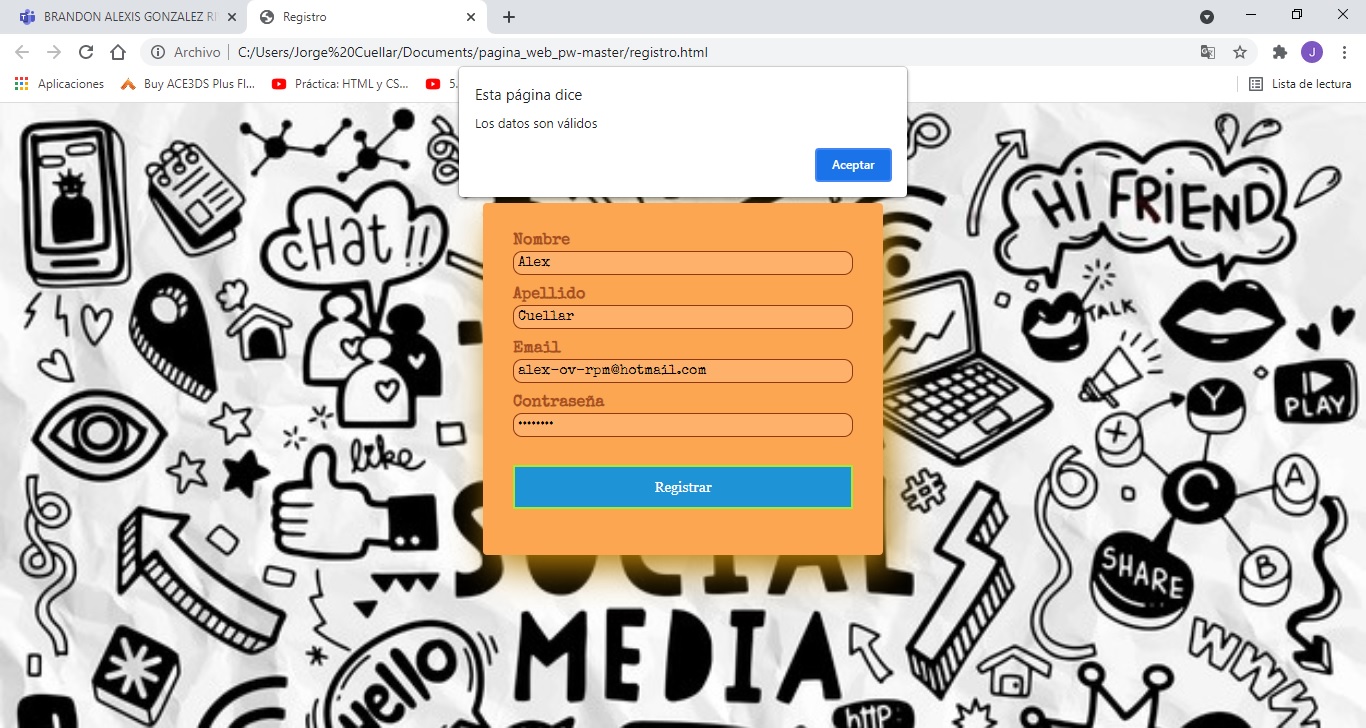 BRANDON ALEXIS GONZALEZ RI
Registro
Archivo
C:/Users/Jorge%20Cuellar/Documents/pagina_web_pw-master/registro.html
J
Aplicaciones
Buy ACE3DS Plus Fl...
Práctica: HTML y CS...
5.
Lista de lectura
Esta página dice
Los datos son válidos
Aceptar
Nombre
Alex
Apellido
Cuellar
Email
alex-ov-rpm@hotmail.com
Contraseña
••••••••
Registrar
cHat!!
Hi FRiEND
TALK
PLAY
like
Y
X
C
A
B
#
SHARE
SOCIAL
MEDIA
Hello
WWW
http: